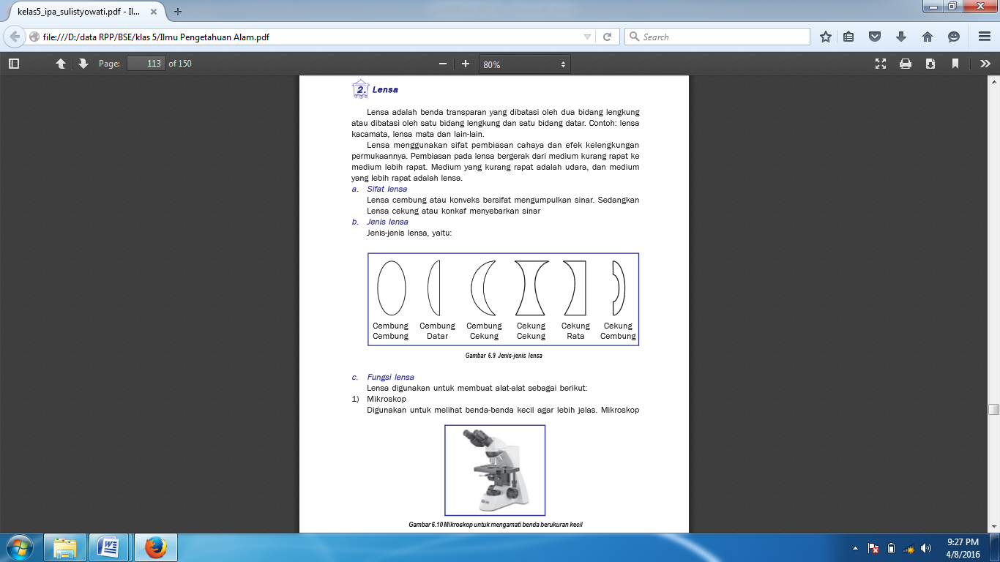 kelas5_ipa_sulistyowati.pdf - Il...
file:///D:/data RPP/BSE/klas 5/Ilmu Pengetahuan Alam.pdf
Search
Page: 113 of 150
80%
2. Lensa
Lensa adalah benda transparan yang dibatasi oleh dua bidang lengkung
atau dibatasi oleh satu bidang lengkung dan satu bidang datar. Contoh: lensa
kacamata, lensa mata dan lain-lain.
Lensa menggunakan sifat pembiasan cahaya dan efek kelengkungan
permukaannya. Pembiasan pada lensa bergerak dari medium kurang rapat ke
medium lebih rapat. Medium yang kurang rapat adalah udara, dan medium
yang lebih rapat adalah lensa.
a. Sifat lensa
Lensa cembung atau konveks bersifat mengumpulkan sinar. Sedangkan
Lensa cekung atau konkaf menyebarkan sinar
b. Jenis lensa
Jenis-jenis lensa, yaitu:
Cembung Cembung Cembung Cekung Cekung Cekung
Cembung Datar Cekung Cekung Rata Cembung
Gambar 6.9 Jenis-jenis lensa
c. Fungsi lensa
Lensa digunakan untuk membuat alat-alat sebagai berikut:
1) Mikroskop
Digunakan untuk melihat benda-benda kecil agar lebih jelas. Mikroskop
Gambar 6.10 Mikroskop untuk mengamati benda berukuran kecil
9:27 PM
4/8/2016